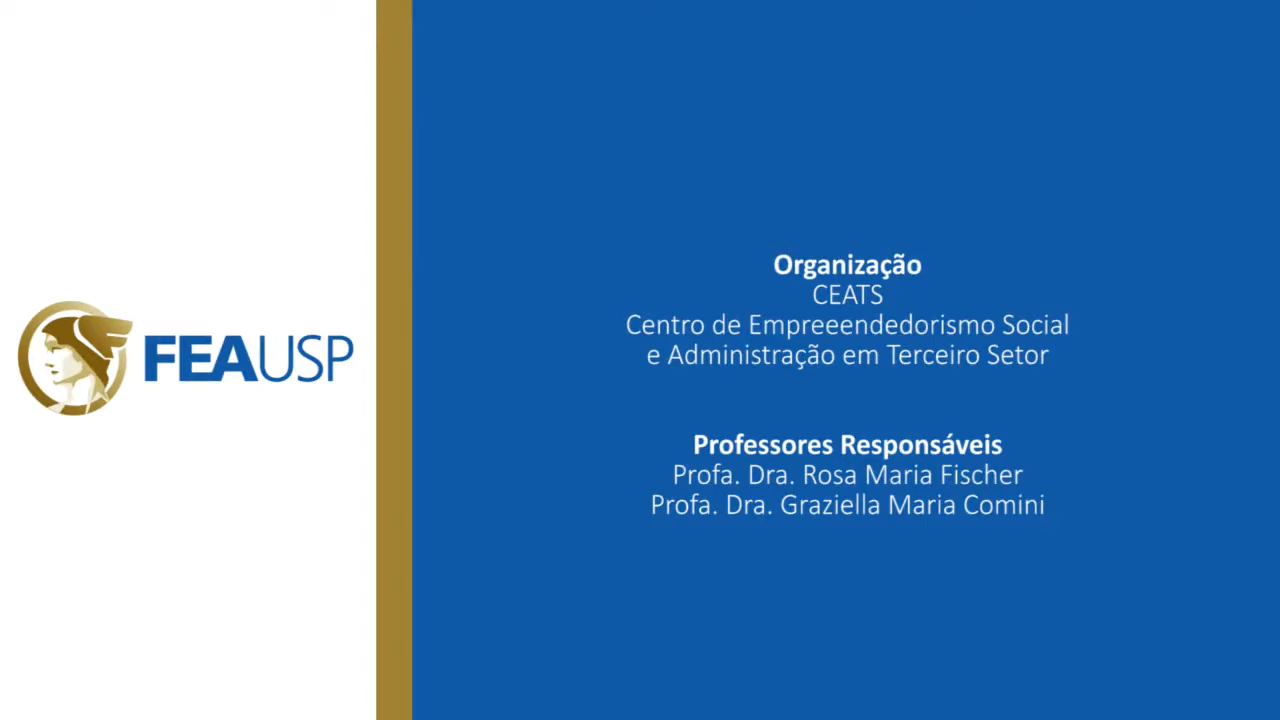 FEAUSP
Organização
CEATS
Centro de Empreeendedorismo Social
e Administração em Terceiro Setor
Professores Responsáveis
Profa. Dra. Rosa Maria Fischer
Profa. Dra. Graziella Maria Comini